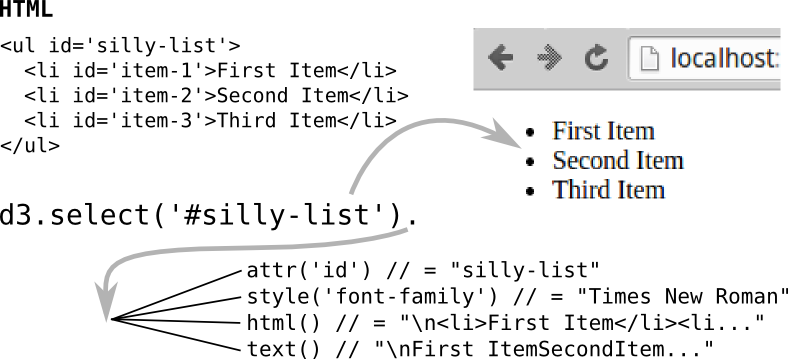 HTML
<ul id='silly-list'>
  <li id='item-1'>First Item</li>
  <li id='item-2'>Second Item</li>
  <li id='item-3'>Third Item</li>
</ul>
localhost:
• First Item
• Second Item
• Third Item
d3.select('#silly-list').
attr('id') // = "silly-list"
style('font-family') // = "Times New Roman"
html() // = "\n<li>First Item</li><li..."
text() // "\nFirst ItemSecondItem..."